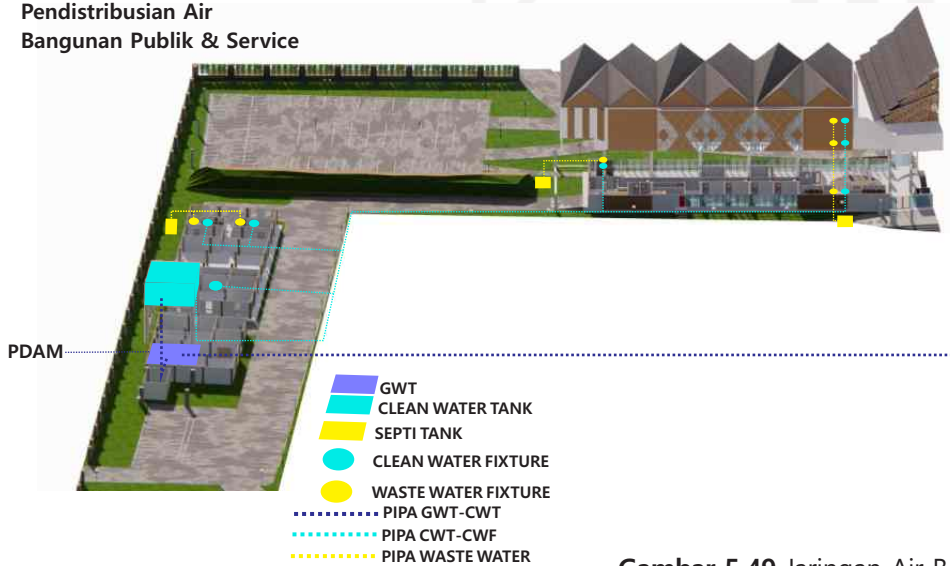 Pendistribusian Air
Bangunan Publik & Service
PDAM
GWT
CLEAN WATER TANK
SEPTI TANK
CLEAN WATER FIXTURE
WASTE WATER FIXTURE
PIPA GWT-CWT
PIPA CWT-CWF
PIPA WASTE WATER
Gambar 5.49 Jaringan Air B